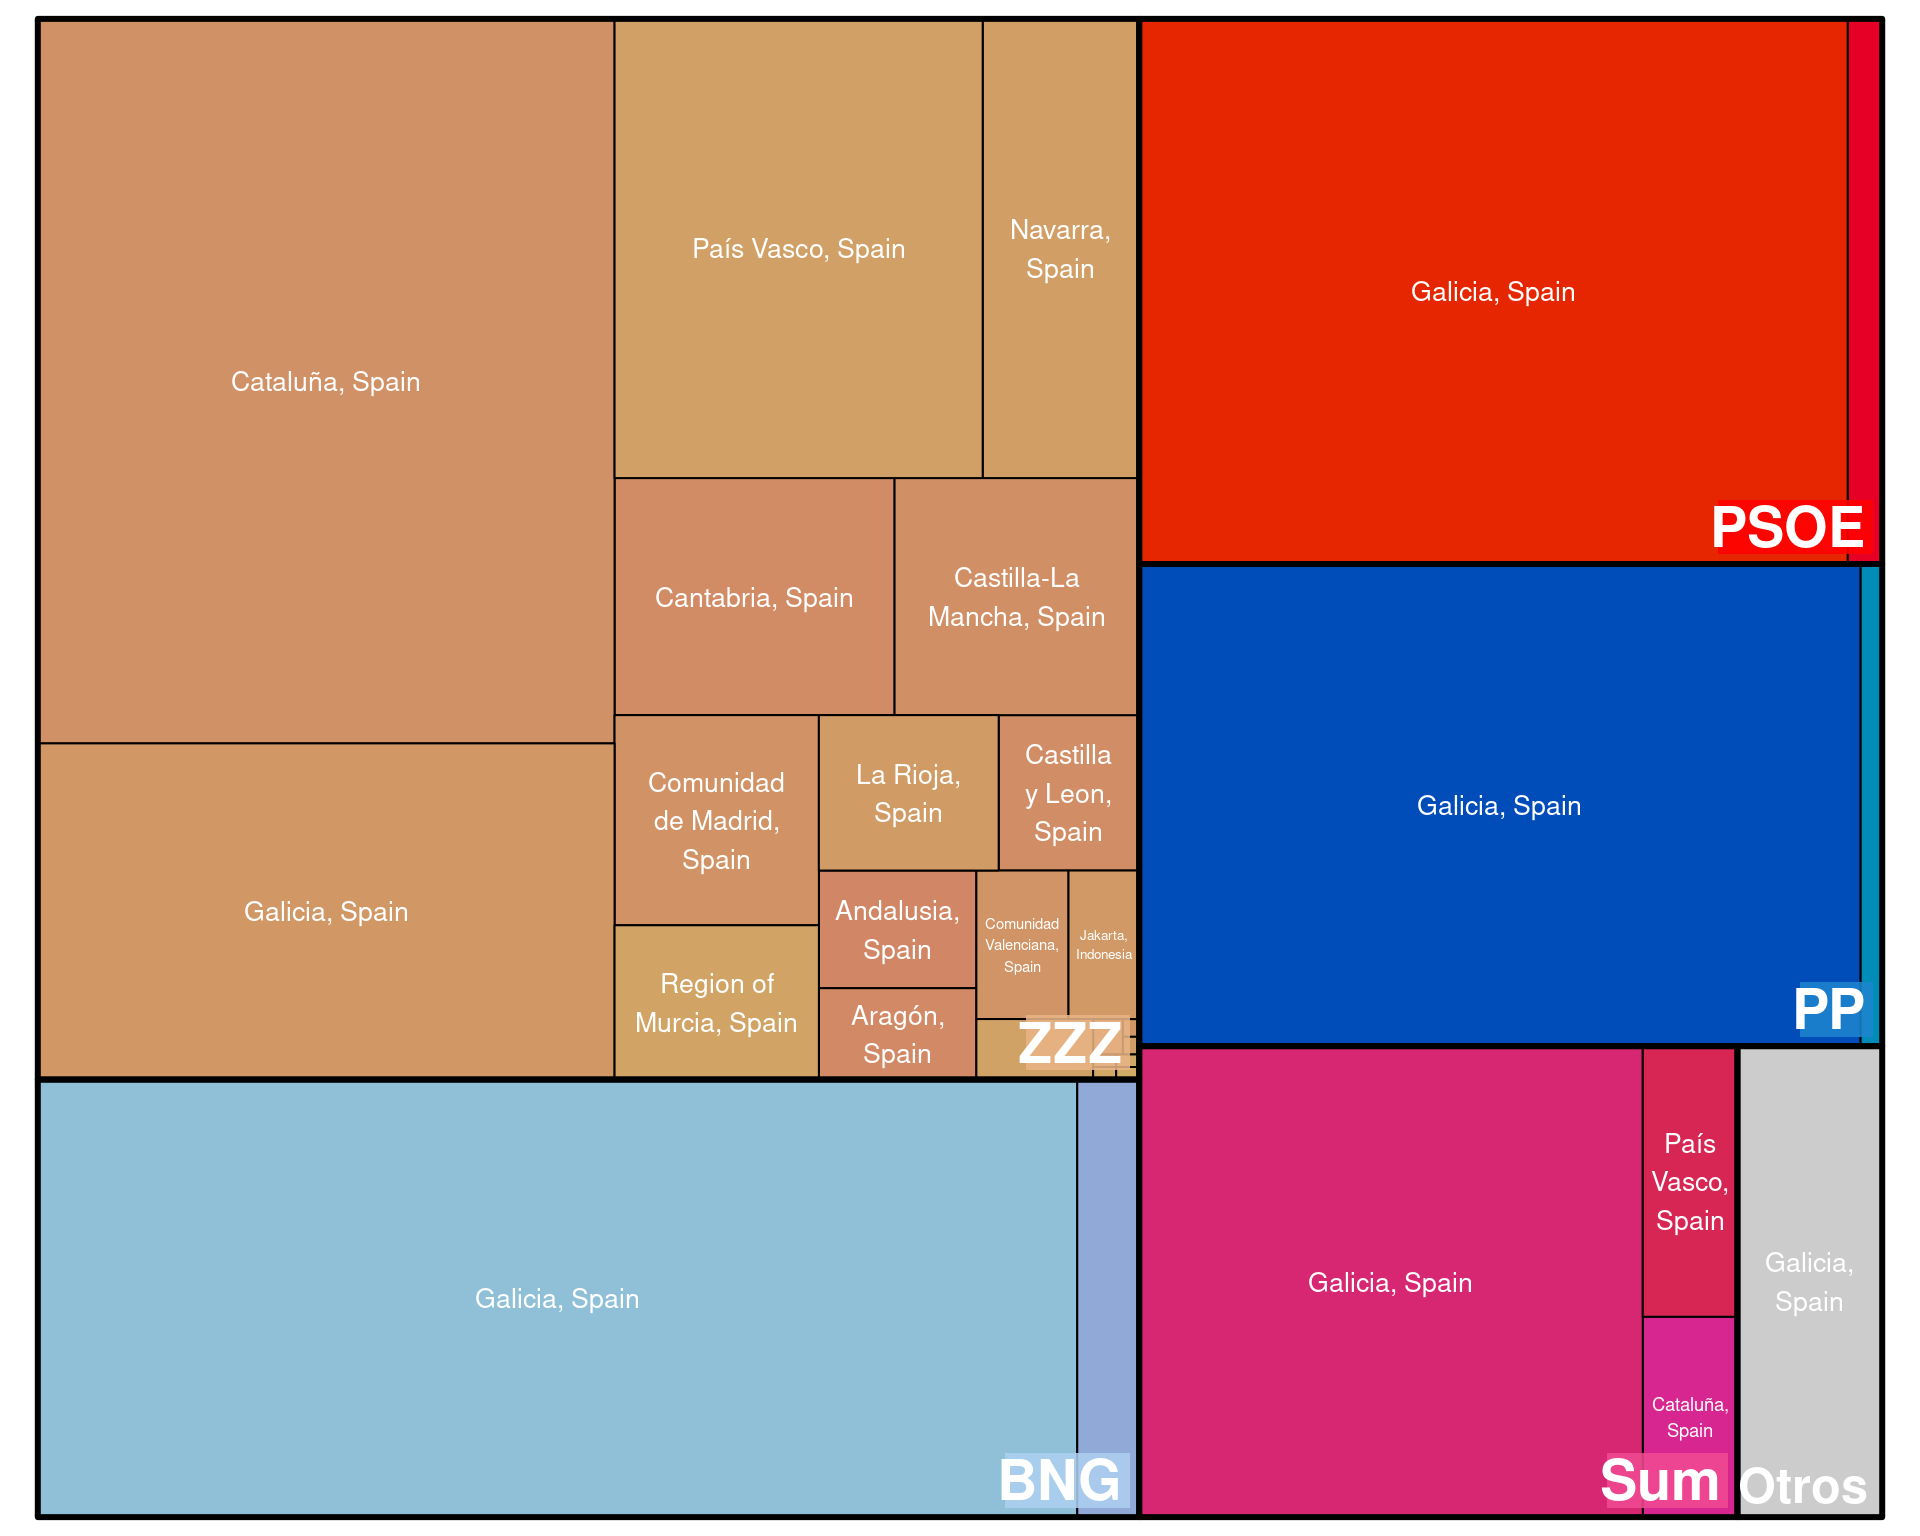 Cataluña, Spain
País Vasco, Spain
Navarra,
Spain
Cantabria, Spain
Castilla-La
Mancha, Spain
Galicia, Spain
Comunidad
de Madrid,
Spain
La Rioja,
Spain
Castilla
y Leon,
Spain
Region of
Murcia, Spain
Andalusia,
Spain
Aragón,
Spain
Comunidad
Valenciana,
Spain
Jakarta,
Indonesia
ZZZ
Galicia, Spain
BNG
Galicia, Spain
PSOE
Galicia, Spain
PP
Galicia, Spain
País
Vasco,
Spain
Cataluña,
Spain
Sum
Galicia,
Spain
Otros